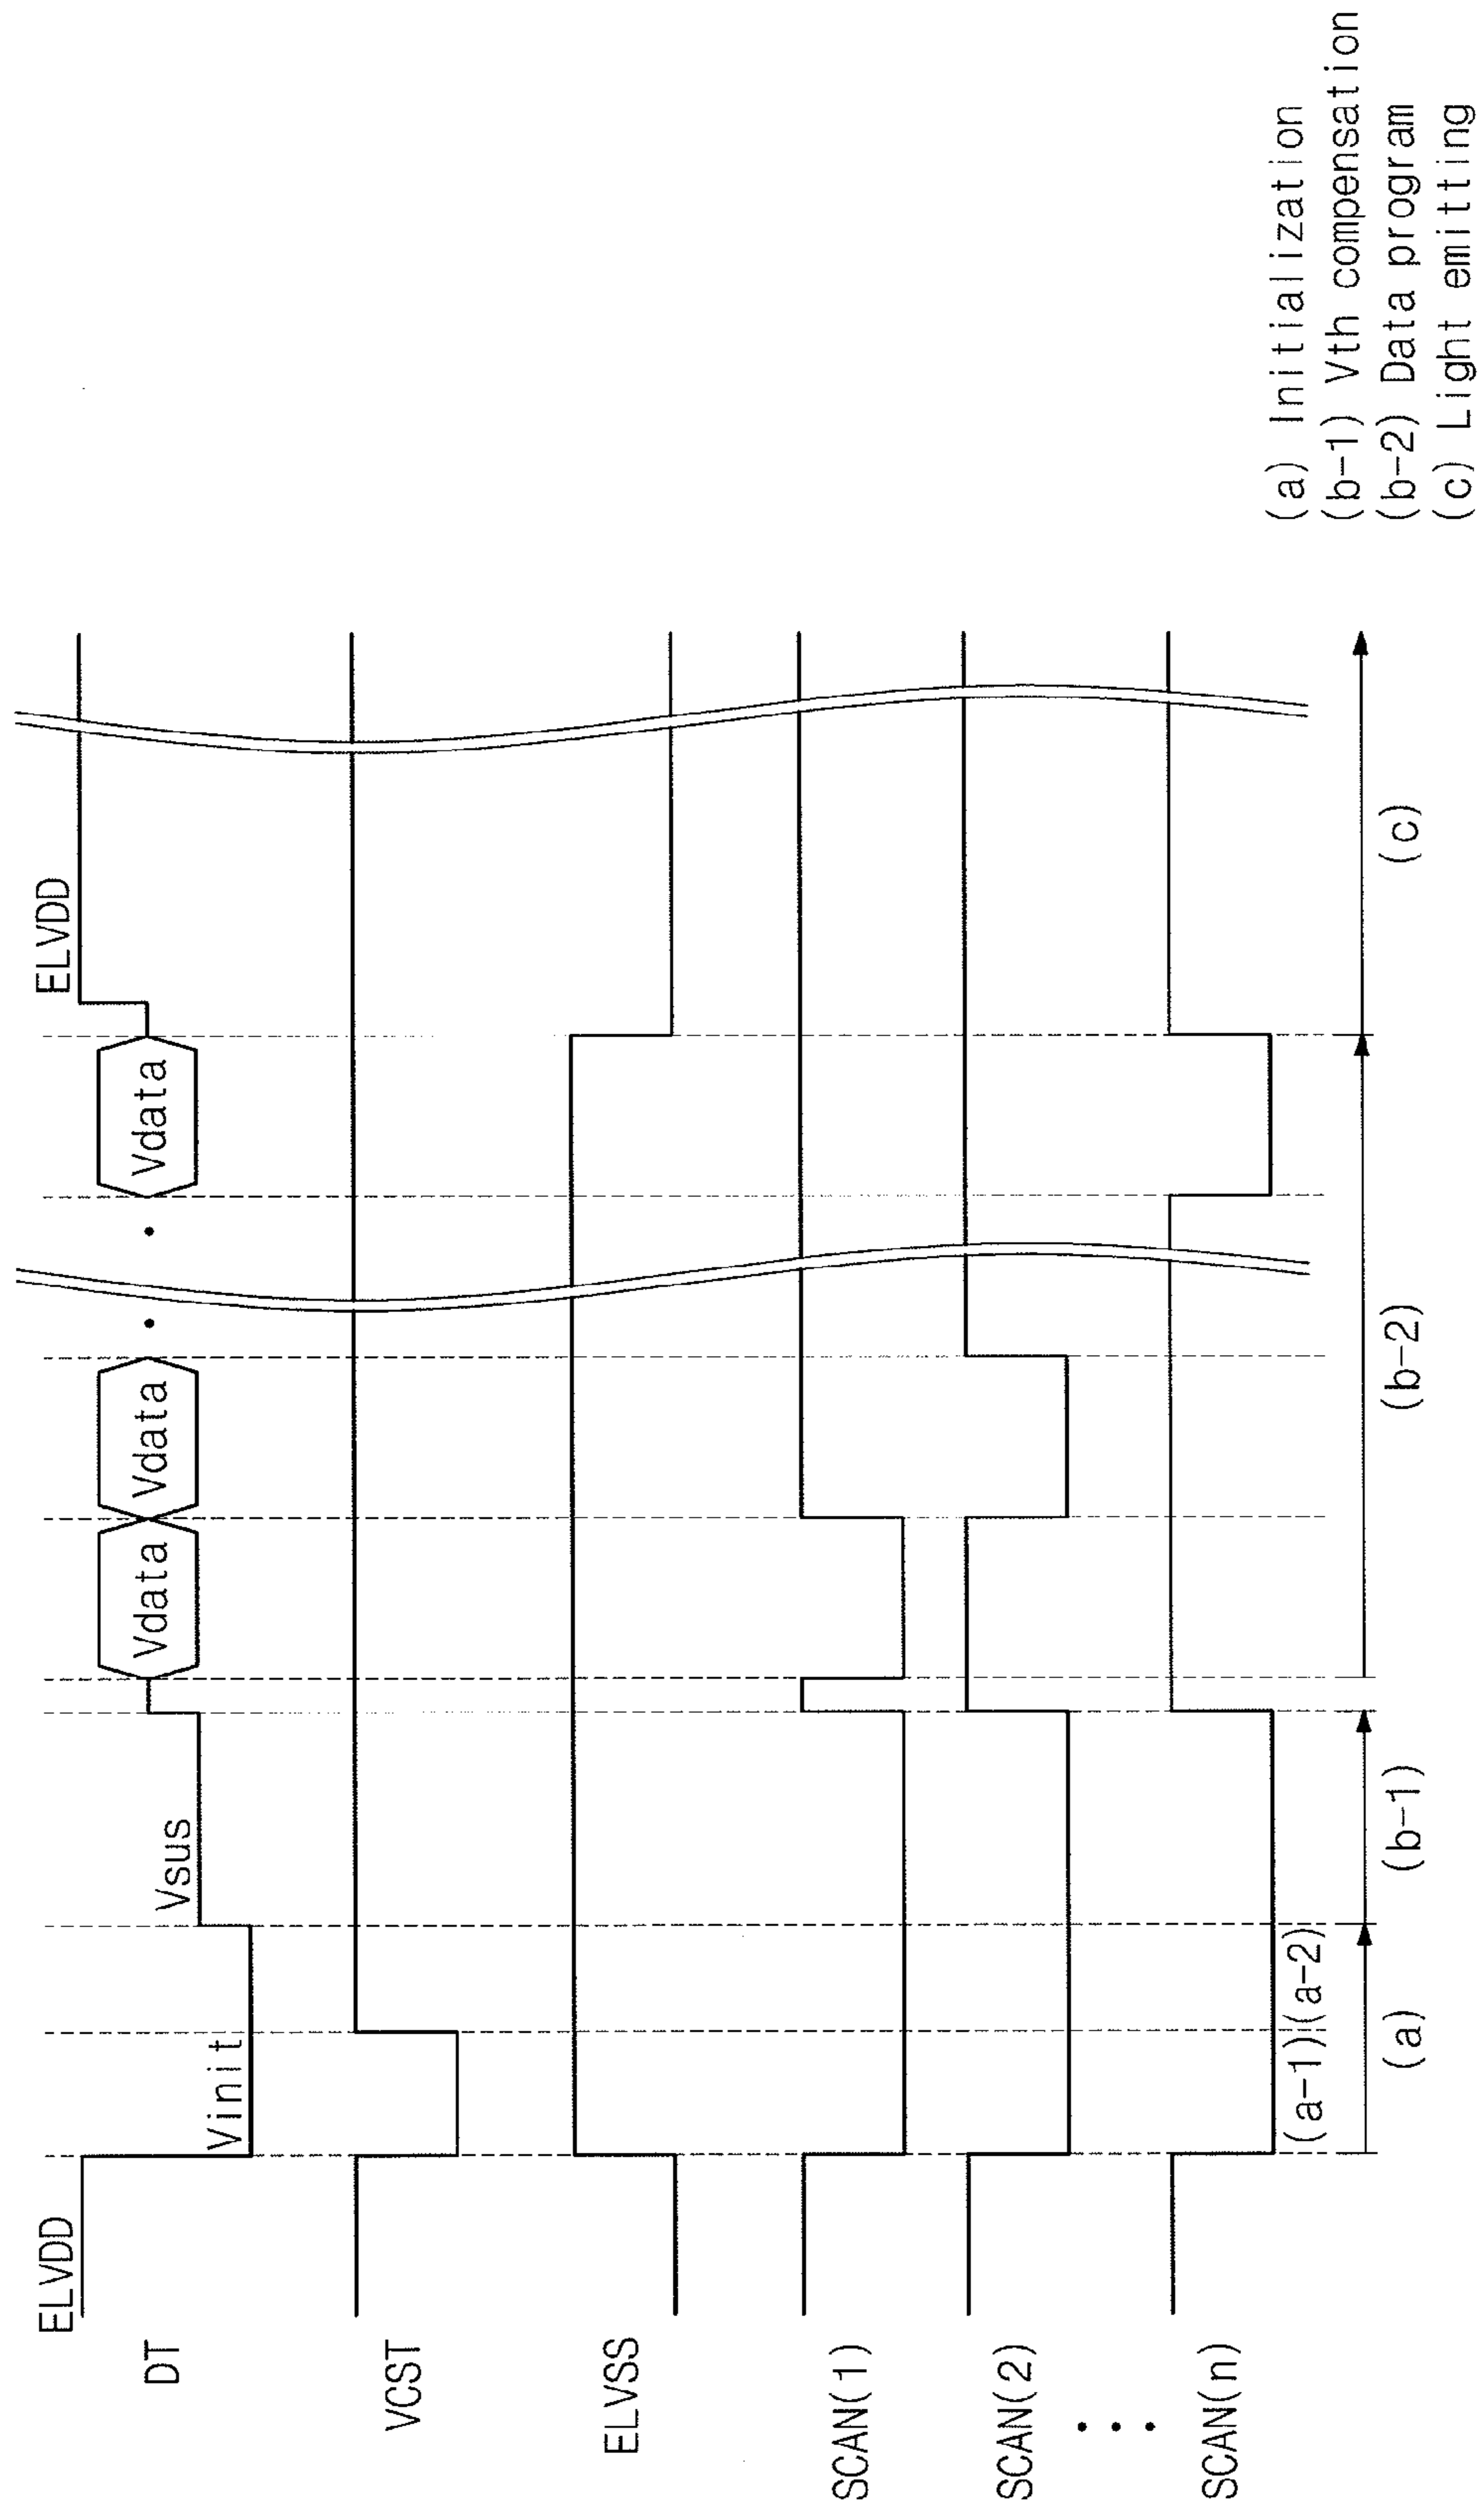 ELVDD
ELVDD
DT
Vinit
Vsus
Vdata
Vdata
Vdata
VCST
ELVSS
SCAN(1)
SCAN(2)
SCAN(n)
(a-1)
(a-2)
(a)
(b-1)
(b-2)
(c)
(a) Initialization
(b-1) Vth compensation
(b-2) Data program
(c) Light emitting